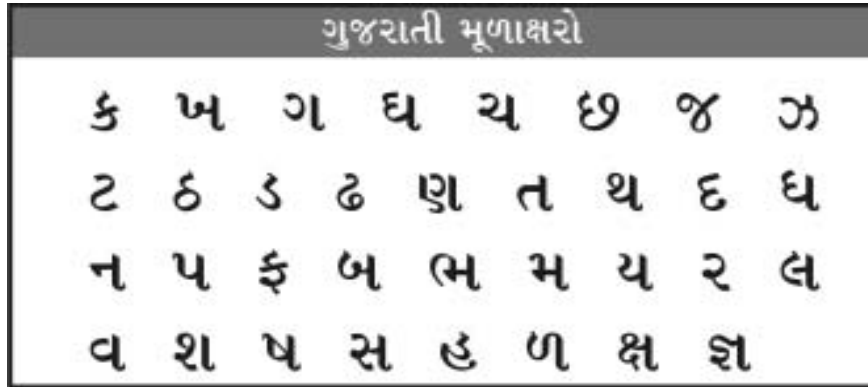 ગુજરાતી મૂળાક્ષરો
ક ખ ગ ઘ ચ છ જ ઝ
ટ ઠ ડ ઢ ણ ત થ દ ધ
ન પ ફ બ ભ મ ય ર લ
વ શ ષ સ હ ળ ક્ષ જ્ઞ